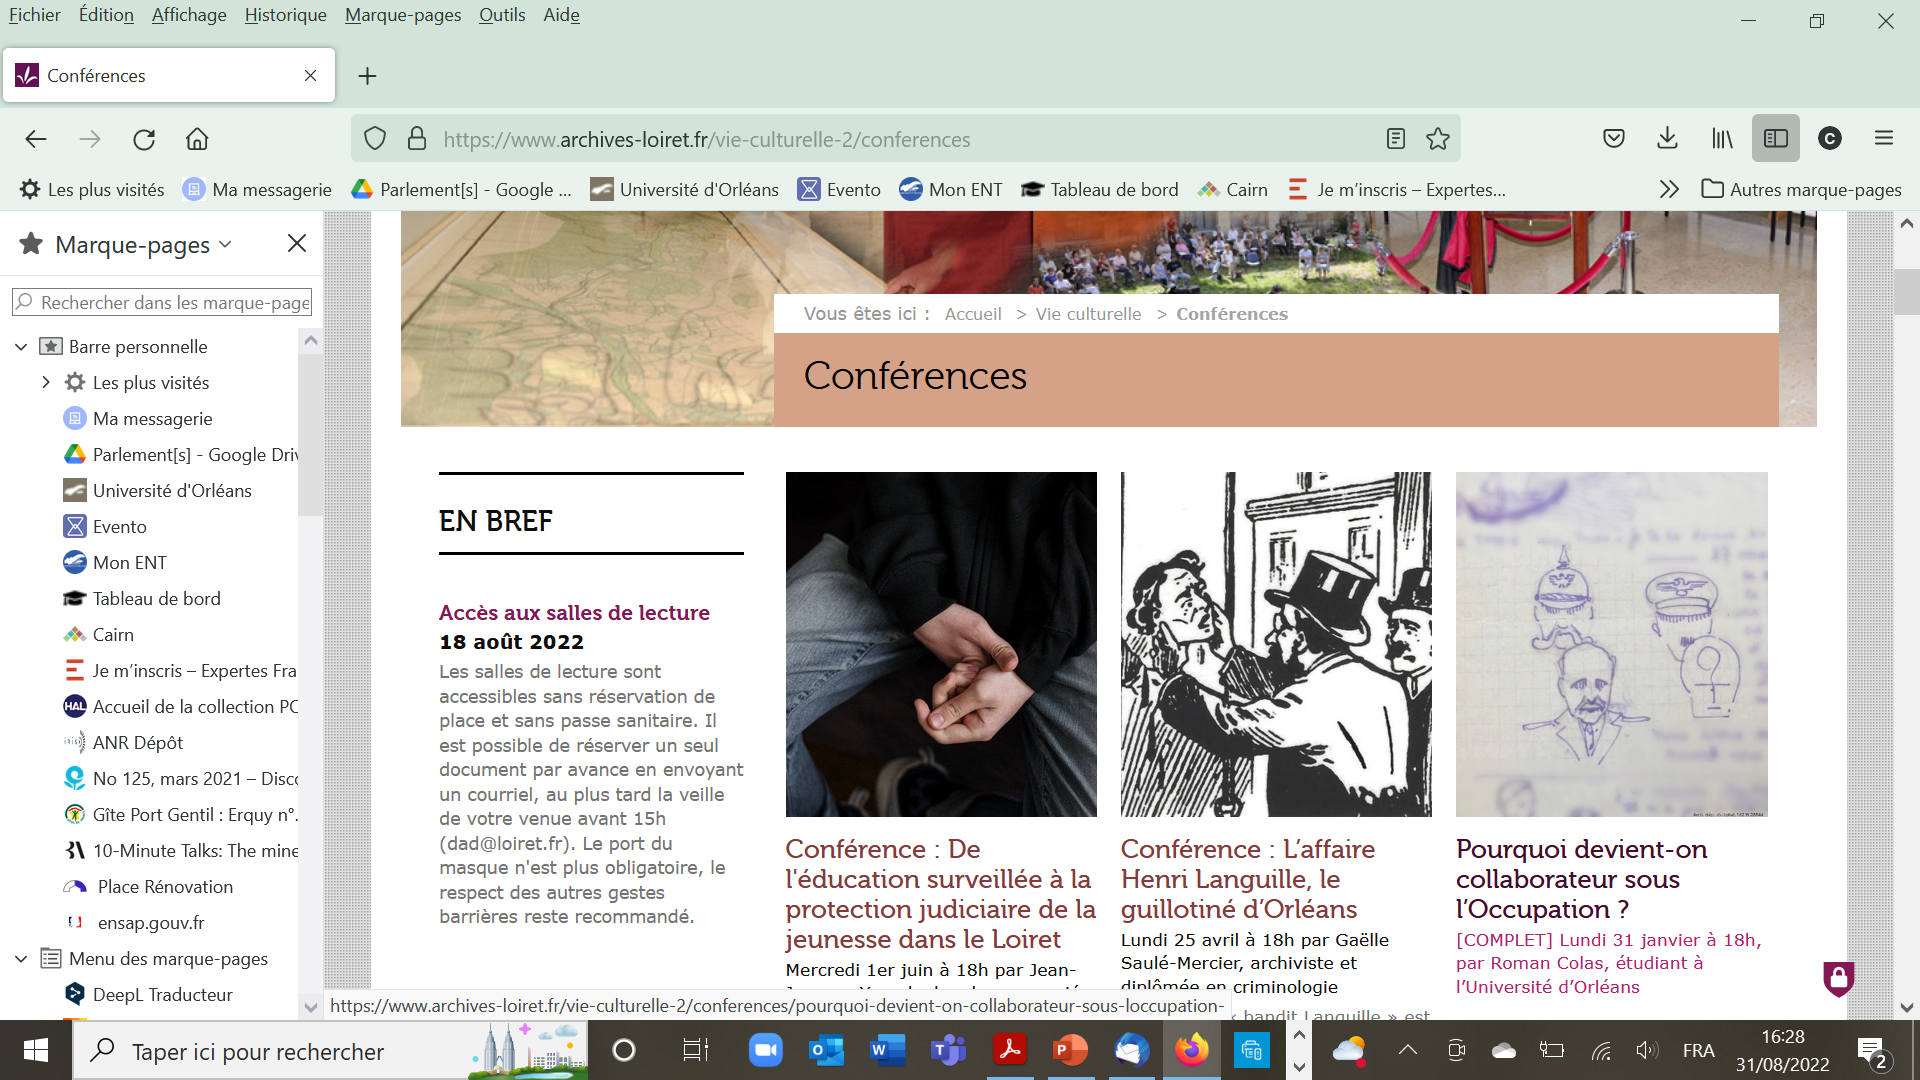 Fichier Édition Affichage Historique Marque-pages Outils Aide
Conférences
https://www.archives-loiret.fr/vie-culturelle-2/conferences
Les plus visités Ma messagerie Parlement[s] - Google ... Université d'Orléans Evento Mon ENT Tableau de bord Cairn Je m'inscris – Expertes... Autres marque-pages
Marque-pages
Rechercher dans les marque-page
Barre personnelle
Les plus visités
Ma messagerie
Parlement[s] - Google Driv
Université d'Orléans
Evento
Mon ENT
Tableau de bord
Cairn
Je m'inscris – Expertes Fra
HAL Accueil de la collection PO
ANR Dépôt
No 125, mars 2021 – Disco
Gîte Port Gentil : Erquy n°.
10-Minute Talks: The mine
Place Rénovation
ensap.gouv.fr
Menu des marque-pages
DeepL Traducteur
Vous êtes ici : Accueil > Vie culturelle > Conférences
Conférences
EN BREF
Accès aux salles de lecture
18 août 2022
Les salles de lecture sont
accessibles sans réservation de
place et sans passe sanitaire. Il
est possible de réserver un seul
document par avance en envoyant
un courriel, au plus tard la veille
de votre venue avant 15h
(dad@loiret.fr). Le port du
masque n'est plus obligatoire, le
respect des autres gestes
barrières reste recommandé.
Conférence : De
l'éducation surveillée à la
protection judiciaire de la
jeunesse dans le Loiret
Mercredi 1er juin à 18h par Jean-
Conférence : L'affaire
Henri Languille, le
guillotiné d'Orléans
Lundi 25 avril à 18h par Gaëlle
Saulé-Mercier, archiviste et
diplômée en criminologie
« bandit Languille » est
Pourquoi devient-on
collaborateur sous
l'Occupation ?
[COMPLET] Lundi 31 janvier à 18h,
par Roman Colas, étudiant à
l'Université d'Orléans
https://www.archives-loiret.fr/vie-culturelle-2/conferences/pourquoi-devient-on-collaborateur-sous-loccupation-
Taper ici pour rechercher
FRA
16:28
31/08/2022
2